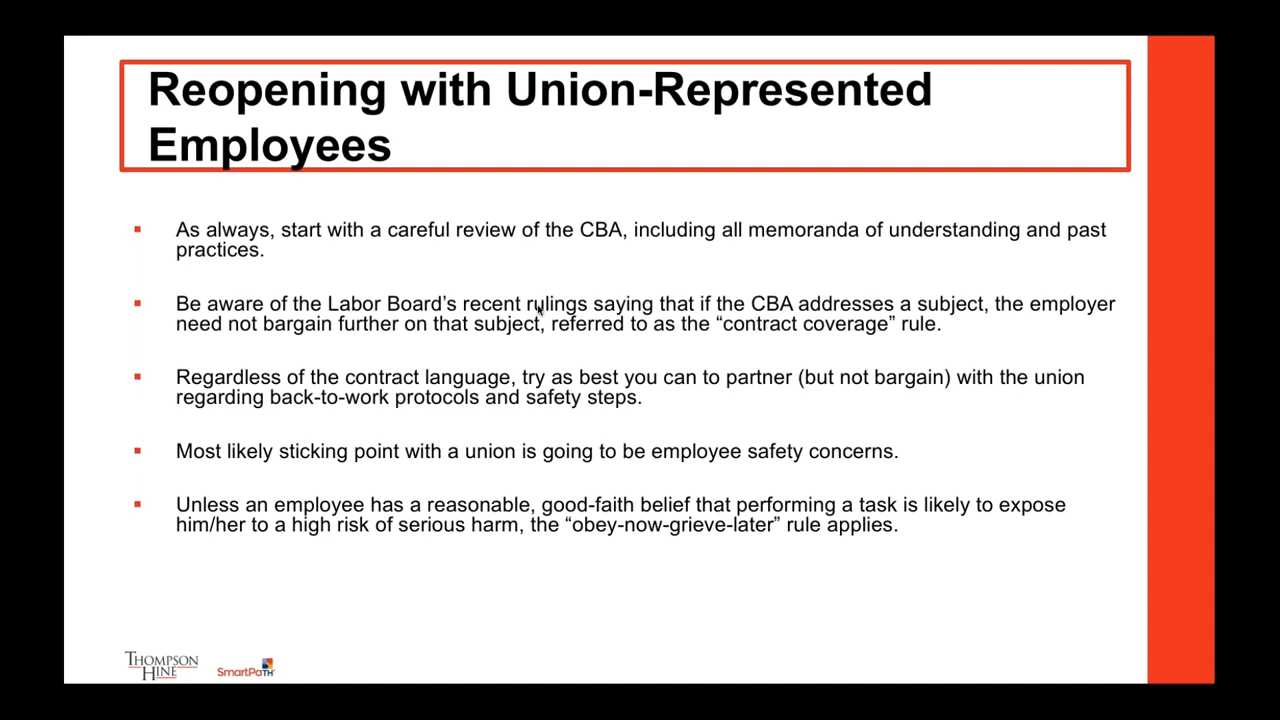 Reopening with Union-Represented
Employees
▪ As always, start with a careful review of the CBA, including all memoranda of understanding and past
practices.
▪ Be aware of the Labor Board’s recent rulings saying that if the CBA addresses a subject, the employer
need not bargain further on that subject, referred to as the “contract coverage” rule.
▪ Regardless of the contract language, try as best you can to partner (but not bargain) with the union
regarding back-to-work protocols and safety steps.
▪ Most likely sticking point with a union is going to be employee safety concerns.
▪ Unless an employee has a reasonable, good-faith belief that performing a task is likely to expose
him/her to a high risk of serious harm, the “obey-now-grieve-later” rule applies.
THOMPSON
HINE
SmartPaTH